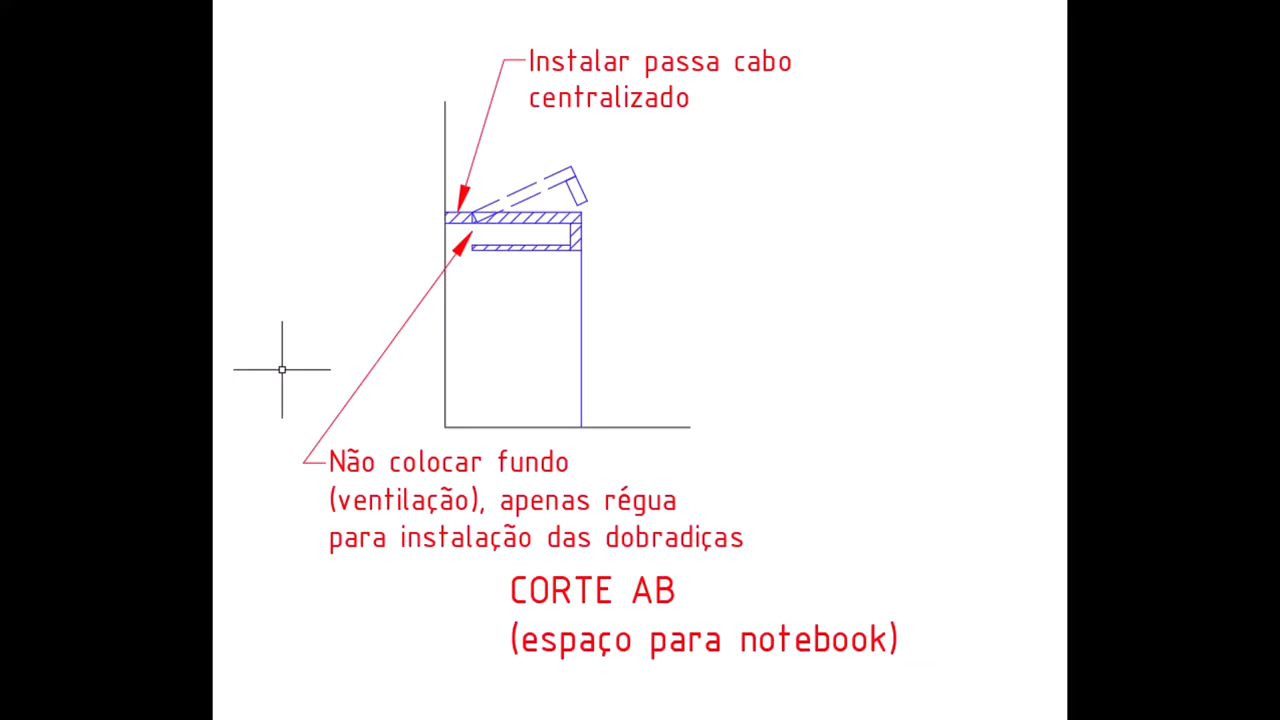 Instalar passa cabo
centralizado
Não colocar fundo
(ventilação), apenas régua
para instalação das dobradiças
CORTE AB
(espaço para notebook)